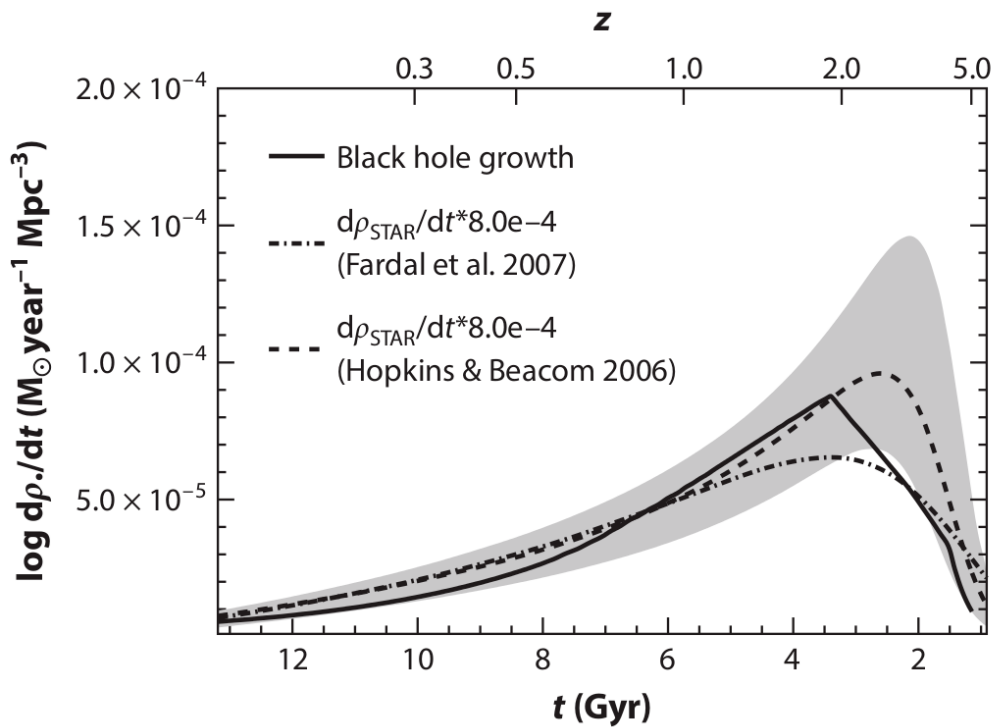 z
0.3 0.5 1.0 2.0 5.0
2.0 × 10⁻⁴
1.5 × 10⁻⁴
1.0 × 10⁻⁴
5.0 × 10⁻⁵
log dρ•/dt (M⊙year⁻¹ Mpc⁻³)
Black hole growth
dρSTAR/dt*8.0e–4
(Fardal et al. 2007)
dρSTAR/dt*8.0e–4
(Hopkins & Beacom 2006)
12 10 8 6 4 2
t (Gyr)